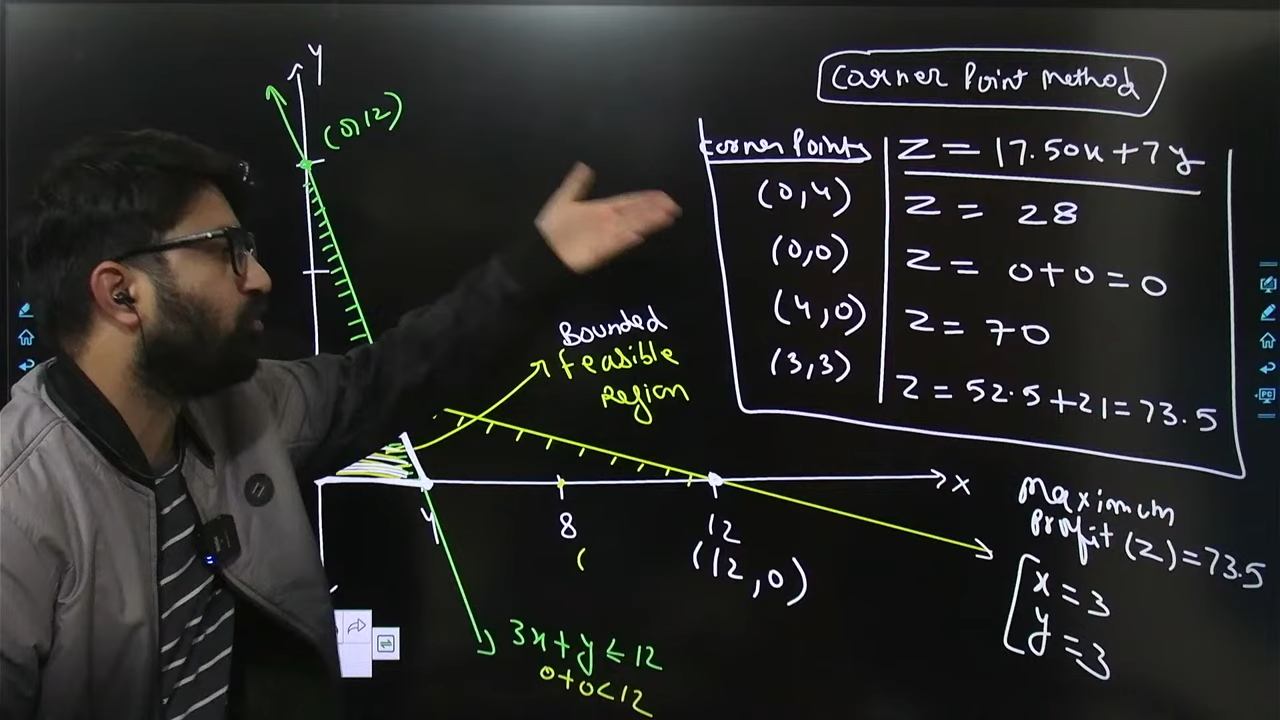 Corner Point Method
Corner Points
Z = 17.50x + 7y
(0,4)
Z = 28
(0,0)
Z = 0+0=0
(4,0)
Z = 70
(3,3)
Z = 52.5+21=73.5
y
(0,12)
Bounded
feasible
region
x
4
8
12
(
(12,0)
3x+y≤12
0+0<12
Maximum
Profit (Z)=73.5
x = 3
y = 3
PC